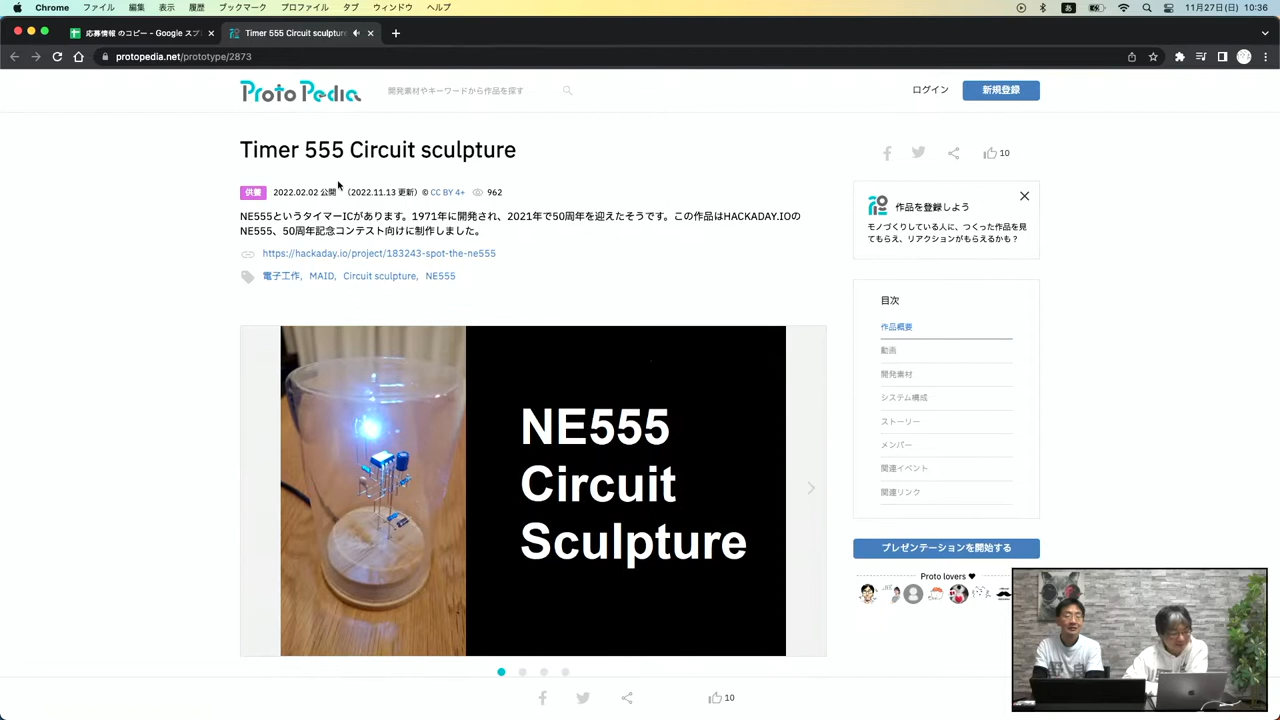 Chrome ファイル 編集 表示 履歴 ブックマーク プロファイル タブ ウィンドウ ヘルプ
あ 11月27日(日) 10:36
応募情報 のコピー - Google スプ
Timer 555 Circuit sculpture
protopedia.net/prototype/2873
Proto Pedia
開発素材やキーワードから作品を探す
ログイン
新規登録
Timer 555 Circuit sculpture
10
供養 2022.02.02 公開 (2022.11.13 更新) © CC BY 4+ 962
NE555というタイマーICがあります。1971年に開発され、2021年で50周年を迎えたそうです。この作品はHACKADAY.IOの
NE555、50周年記念コンテスト向けに制作しました。
https://hackaday.io/project/183243-spot-the-ne555
電子工作, MAID, Circuit sculpture, NE555
作品を登録しよう
モノづくりしている人に、つくった作品を見
てもらえ、リアクションがもらえるかも？
目次
作品概要
動画
開発素材
システム構成
ストーリー
メンバー
関連イベント
関連リンク
NE555
Circuit
Sculpture
プレゼンテーションを開始する
Proto lovers ♥
10